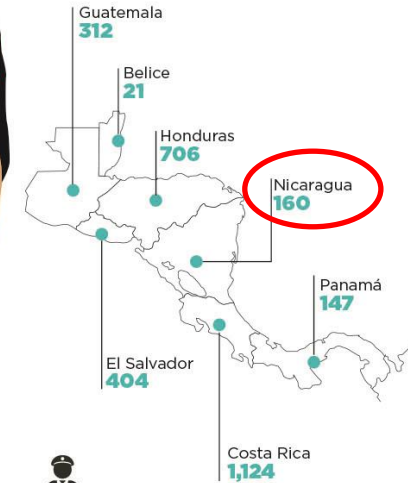 Guatemala
312
Belice
21
Honduras
706
Nicaragua
160
Panamá
147
El Salvador
404
Costa Rica
1,124